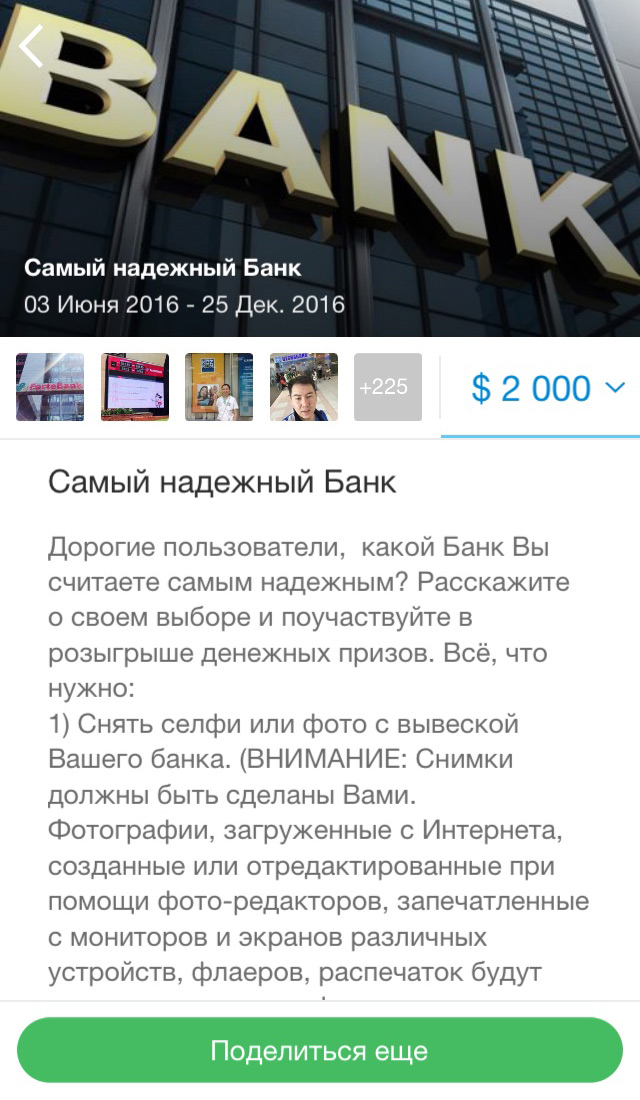 BANK
Самый надежный Банк
03 Июня 2016 - 25 Дек. 2016
ForteBank
+225
$ 2 000
Самый надежный Банк
Дорогие пользователи,  какой Банк Вы
считаете самым надежным? Расскажите
о своем выборе и поучаствуйте в
розыгрыше денежных призов. Всё, что
нужно:
1) Снять селфи или фото с вывеской
Вашего банка. (ВНИМАНИЕ: Снимки
должны быть сделаны Вами.
Фотографии, загруженные с Интернета,
созданные или отредактированные при
помощи фото-редакторов, запечатленные
с мониторов и экранов различных
устройств, флаеров, распечаток будут
Поделиться еще